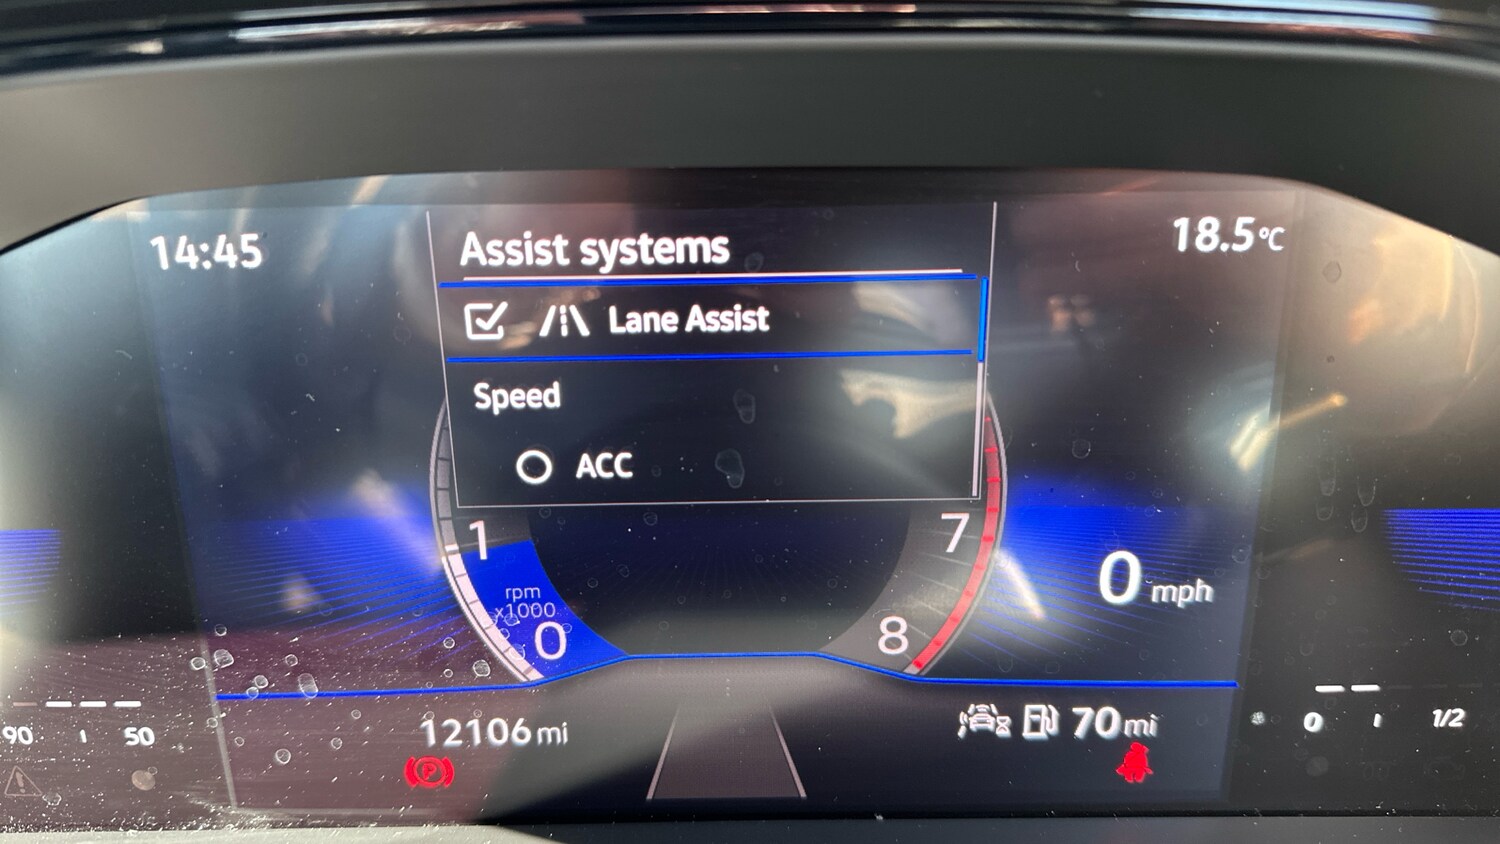 14:45
18.5°C
Assist systems
Lane Assist
Speed
ACC
1
7
rpm
x1000
0
8
0 mph
12106 mi
70 mi
90
50
0
1/2
P